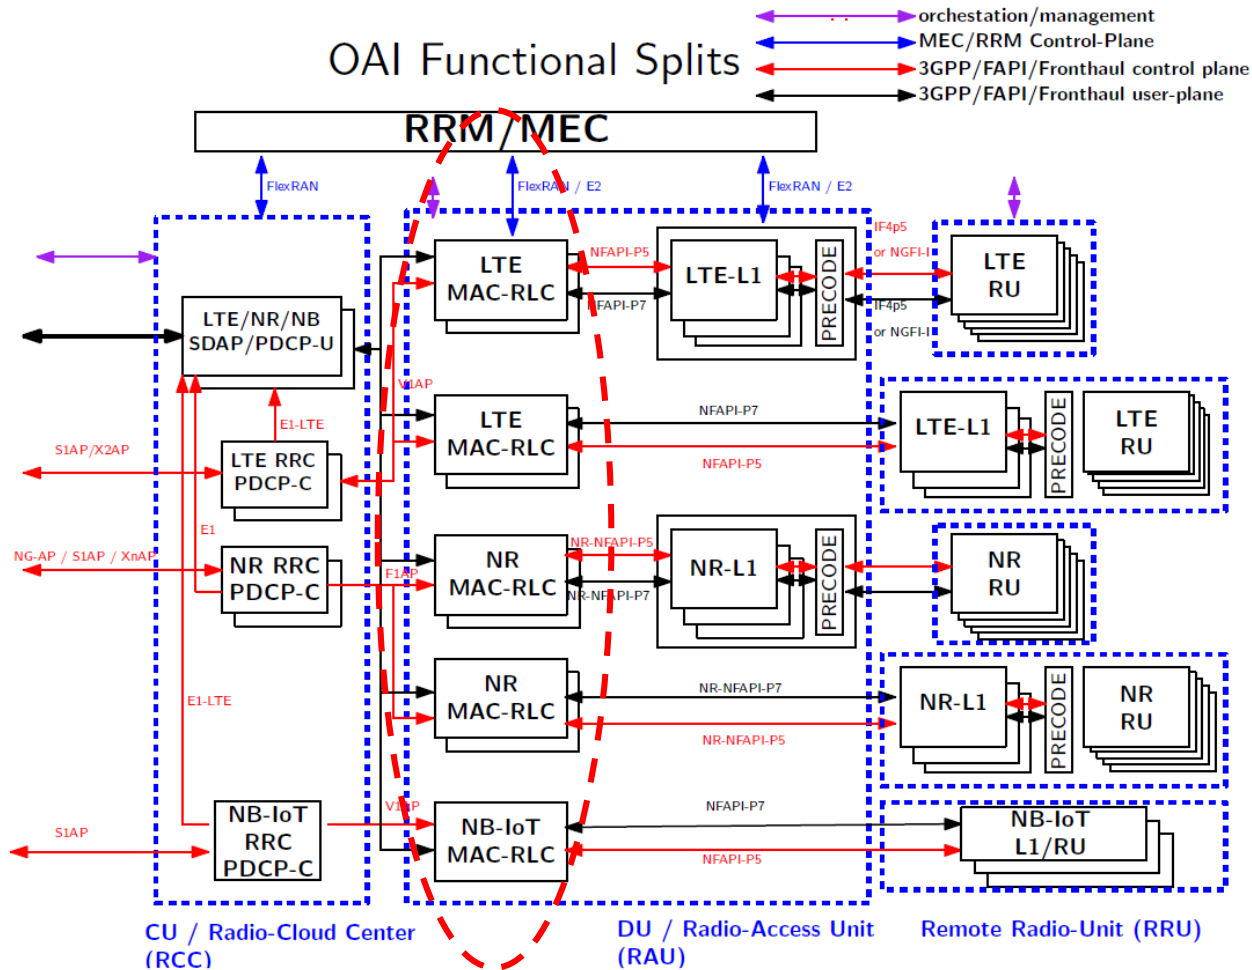 orchestation/management
MEC/RRM Control-Plane
3GPP/FAPI/Fronthaul control plane
3GPP/FAPI/Fronthaul user-plane
OAI Functional Splits
RRM/MEC
FlexRAN
FlexRAN / E2
FlexRAN / E2
LTE/NR/NB
SDAP/PDCP-U
E1-LTE
S1AP/X2AP
LTE RRC
PDCP-C
E1
NG-AP / S1AP / XnAP
NR RRC
PDCP-C
E1-LTE
S1AP
NB-IoT
RRC
PDCP-C
V1AP
F1AP
V1AP
LTE
MAC-RLC
NFAPI-P5
NFAPI-P7
LTE-L1
PRECODE
IF4p5
or NGFI-I
IF4p5
or NGFI-I
LTE
RU
LTE
MAC-RLC
NFAPI-P7
NFAPI-P5
LTE-L1
PRECODE
LTE
RU
NR
MAC-RLC
NR-NFAPI-P5
NR-NFAPI-P7
NR-L1
PRECODE
NR
RU
NR
MAC-RLC
NR-NFAPI-P7
NR-NFAPI-P5
NR-L1
PRECODE
NR
RU
NB-IoT
MAC-RLC
NFAPI-P7
NFAPI-P5
NB-IoT
L1/RU
CU / Radio-Cloud Center
(RCC)
DU / Radio-Access Unit
(RAU)
Remote Radio-Unit (RRU)